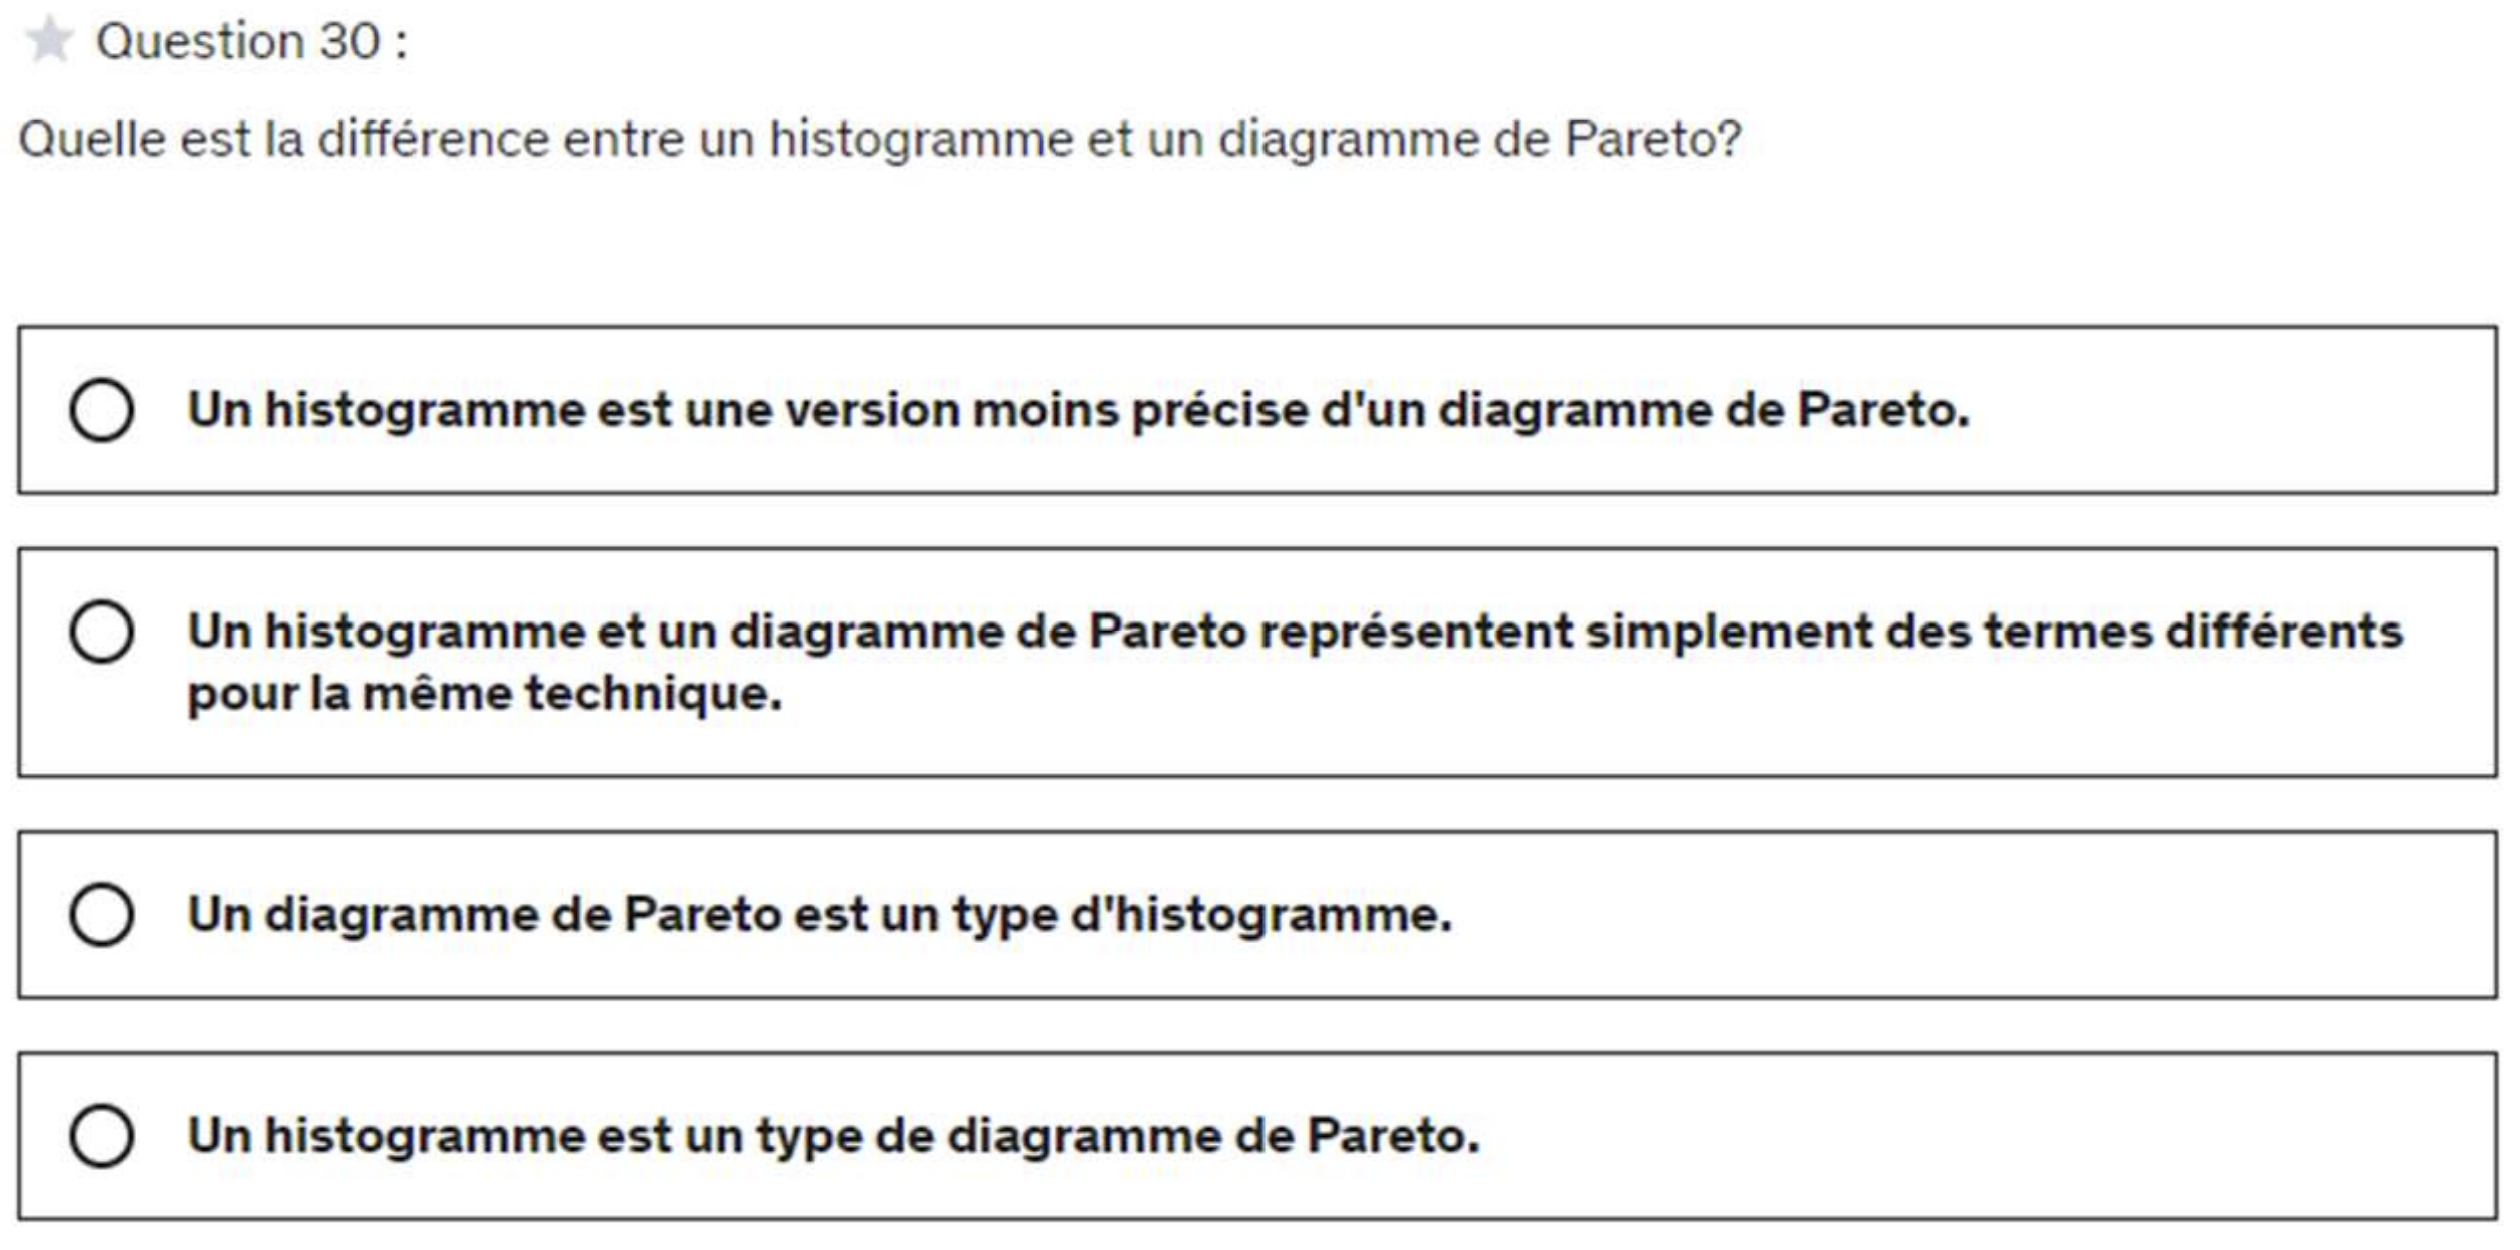 Question 30 :
Quelle est la différence entre un histogramme et un diagramme de Pareto?
Un histogramme est une version moins précise d'un diagramme de Pareto.
Un histogramme et un diagramme de Pareto représentent simplement des termes différents
pour la même technique.
Un diagramme de Pareto est un type d'histogramme.
Un histogramme est un type de diagramme de Pareto.